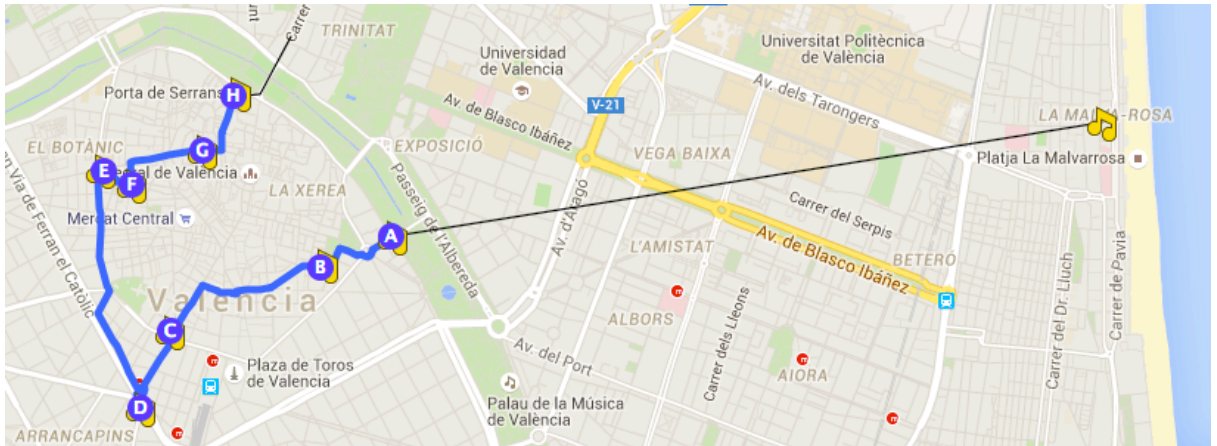 TRINITAT
Universidad
de València
Universitat Politècnica
de València
Porta de Serrans
H
V-21
Av. dels Tarongers
Av. de Blasco Ibáñez
LA MALVA-ROSA
EL BOTÀNIC
G
EXPOSICIÓ
VEGA BAIXA
Platja La Malvarrosa
E
de València
F
LA XEREA
Passeig de l'Albereda
Mercat Central
Carrer del Serpis
A
Av. d'Aragó
L'AMISTAT
Av. de Blasco Ibáñez
BETERÓ
B
Gran Via de Ferran el Catòlic
València
Carrer de Pavia
Carrer del Dr. Lluch
ALBORS
C
Av. del Port
Carrer dels Lleons
Plaza de Toros
de Valencia
AIORA
D
Palau de la Música
de València
ARRANCAPINS